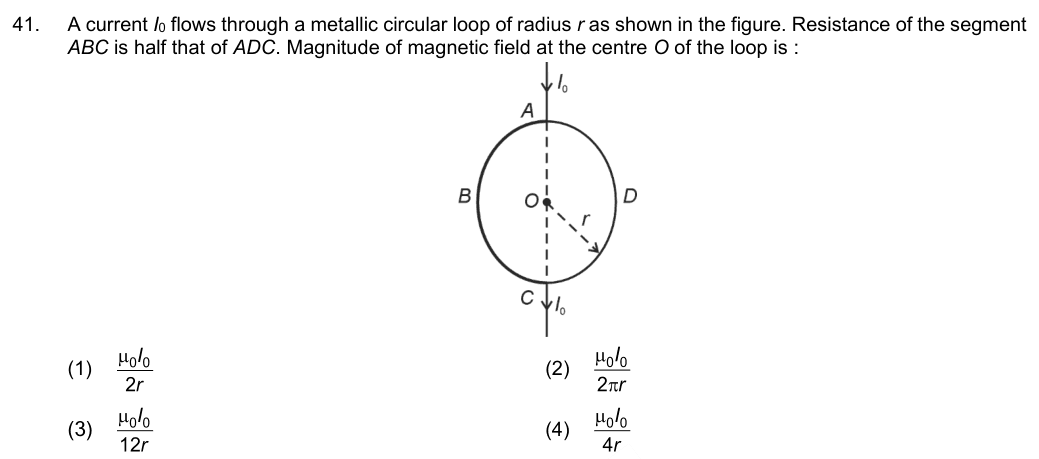 41. A current I₀ flows through a metallic circular loop of radius r as shown in the figure. Resistance of the segment
ABC is half that of ADC. Magnitude of magnetic field at the centre O of the loop is :
I₀
A
B O D
r
C I₀
(1) μ₀I₀/2r (2) μ₀I₀/2πr
(3) μ₀I₀/12r (4) μ₀I₀/4r